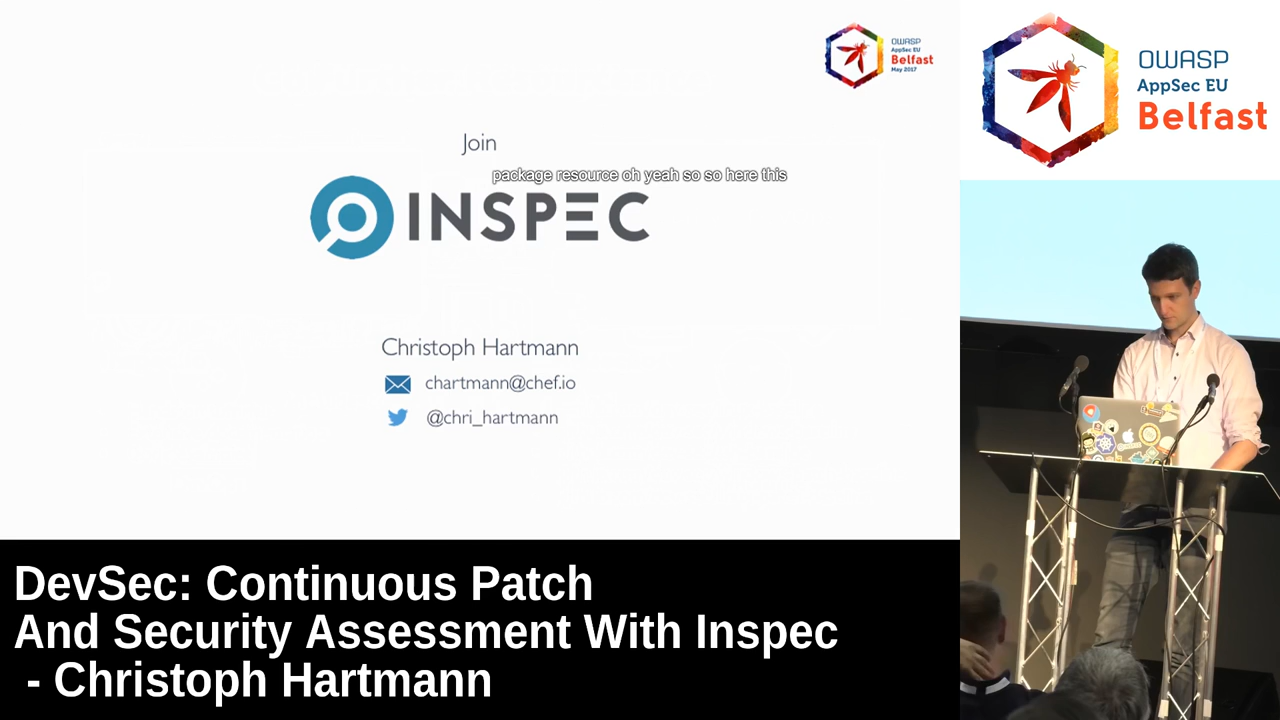 OWASP
AppSec EU
Belfast
May 2017
Join
package resource oh yeah so so here this
INSPEC
Christoph Hartmann
chartmann@chef.io
@chri_hartmann
OWASP
AppSec EU
Belfast
DevSec: Continuous Patch
And Security Assessment With Inspec
- Christoph Hartmann